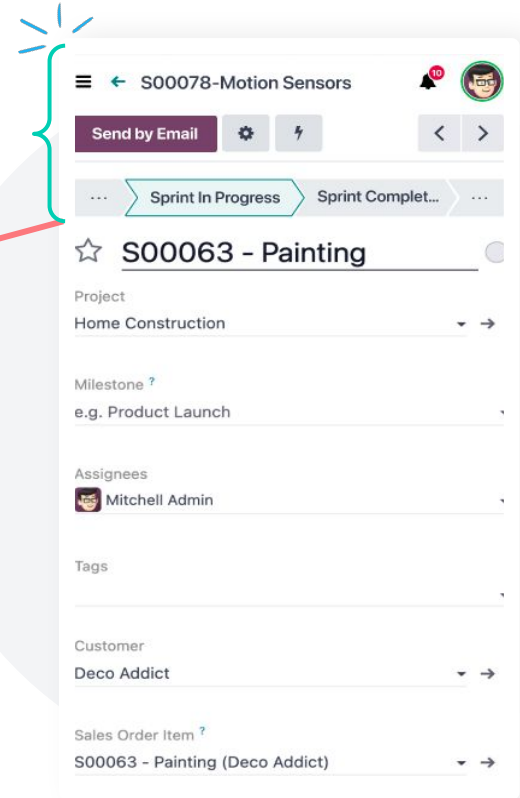 S00078-Motion Sensors
10
Send by Email
... Sprint In Progress Sprint Complet... ...
S00063 - Painting
Project
Home Construction
Milestone ?
e.g. Product Launch
Assignees
Mitchell Admin
Tags
Customer
Deco Addict
Sales Order Item ?
S00063 - Painting (Deco Addict)